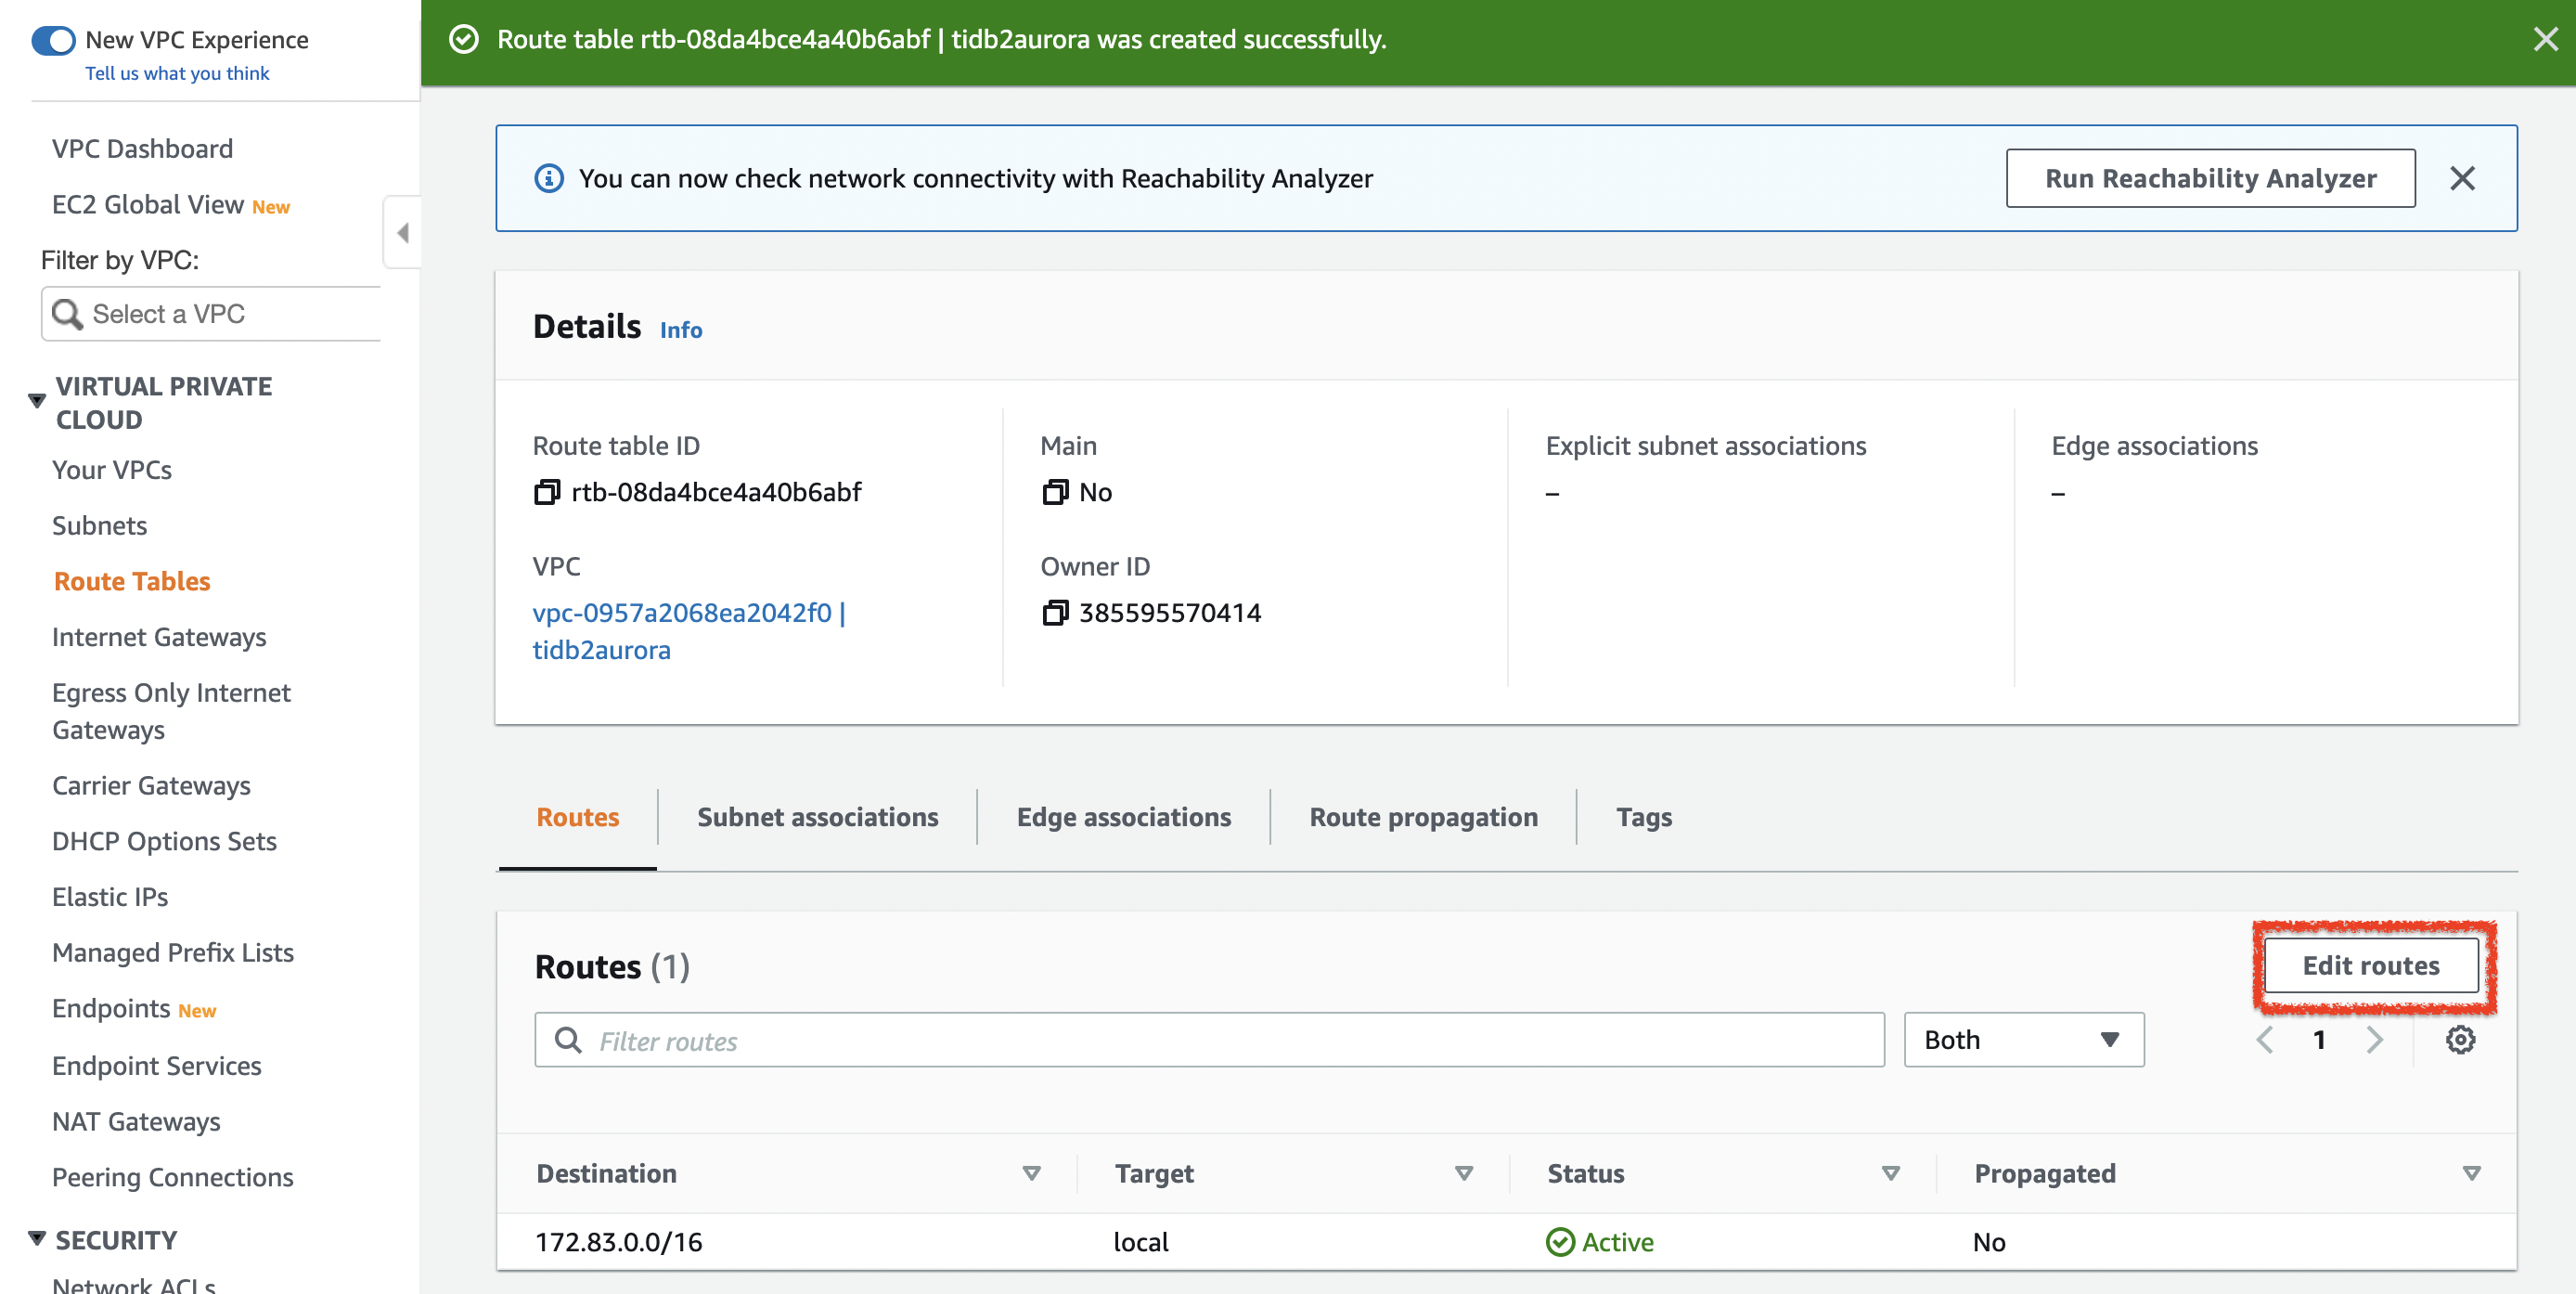 New VPC Experience
Tell us what you think
VPC Dashboard
EC2 Global View New
Filter by VPC:
Select a VPC
VIRTUAL PRIVATE
CLOUD
Your VPCs
Subnets
Route Tables
Internet Gateways
Egress Only Internet
Gateways
Carrier Gateways
DHCP Options Sets
Elastic IPs
Managed Prefix Lists
Endpoints New
Endpoint Services
NAT Gateways
Peering Connections
SECURITY
Network ACLs
Route table rtb-08da4bce4a40b6abf | tidb2aurora was created successfully.
You can now check network connectivity with Reachability Analyzer
Run Reachability Analyzer
Details Info
Route table ID
rtb-08da4bce4a40b6abf
Main
No
Explicit subnet associations
–
Edge associations
–
VPC
vpc-0957a2068ea2042f0 |
tidb2aurora
Owner ID
385595570414
Routes
Subnet associations
Edge associations
Route propagation
Tags
Routes (1)
Edit routes
Filter routes
Both
1
Destination Target Status Propagated
172.83.0.0/16 local Active No